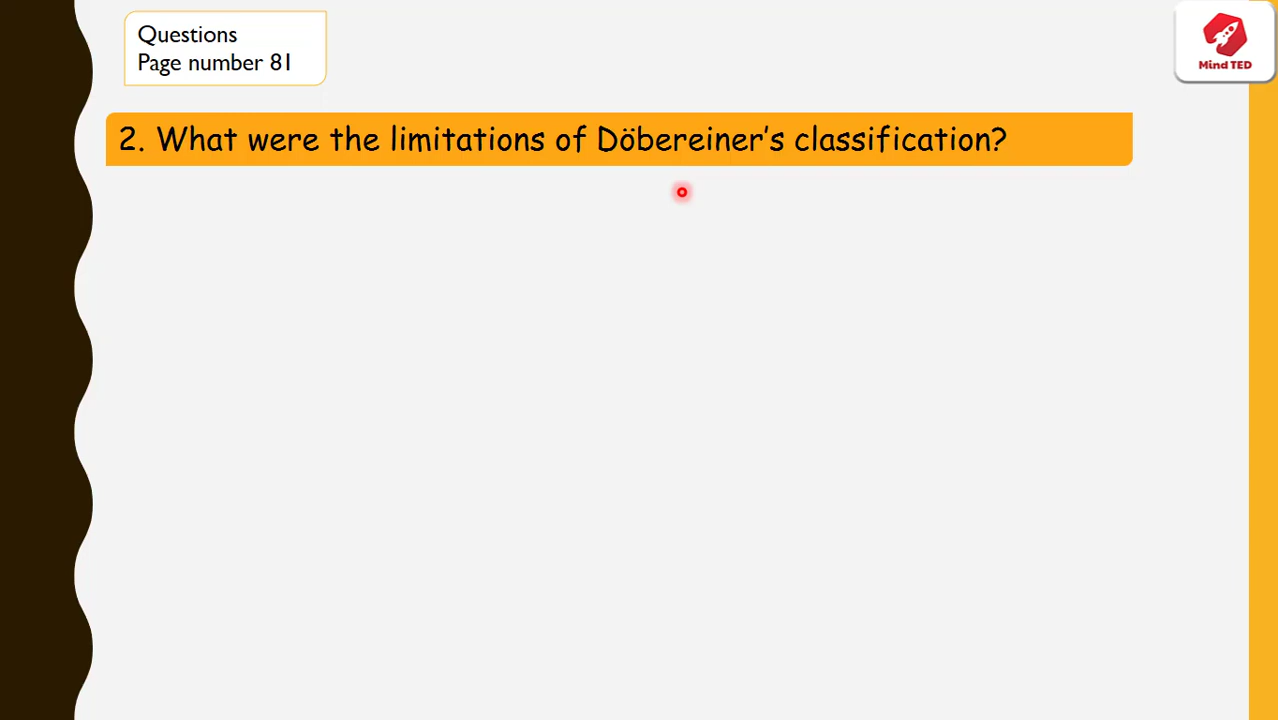 Questions
Page number 81
Mind TED
2. What were the limitations of Döbereiner's classification?